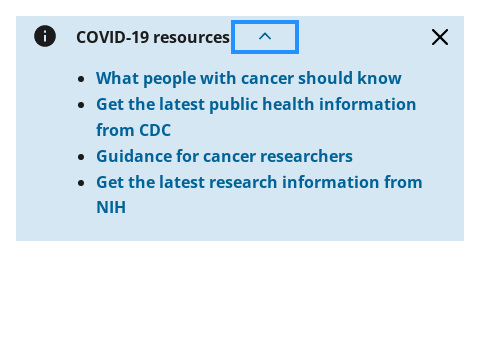 COVID-19 resources
What people with cancer should know
Get the latest public health information
from CDC
Guidance for cancer researchers
Get the latest research information from
NIH